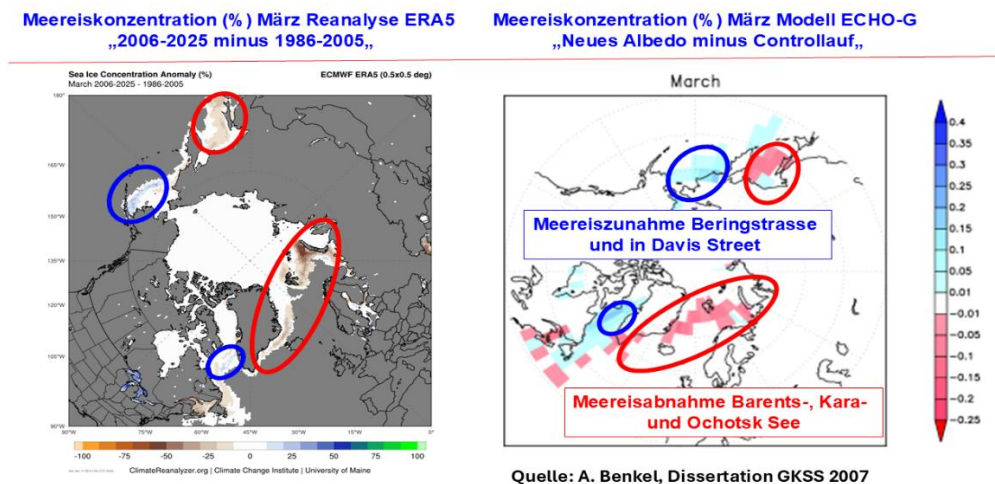 Meereiskonzentration (%) März Reanalyse ERA5
„2006-2025 minus 1986-2005„
Meereiskonzentration (%) März Modell ECHO-G
„Neues Albedo minus Controllauf„
Sea Ice Concentration Anomaly (%)
March 2006-2025 - 1986-2005
ECMWF ERA5 (0.5x0.5 deg)
180°
165°W
150°W
135°W
120°W
105°W
90°W
90°W
75°W
60°W
45°W
30°W
15°W
0°
-100
-75
-50
-25
0
25
50
75
100
ClimateReanalyzer.org | Climate Change Institute | University of Maine
March
Meereiszunahme Beringstrasse
und in Davis Street
Meereisabnahme Barents-, Kara-
und Ochotsk See
0.4
0.35
0.3
0.25
0.2
0.15
0.1
0.05
0.01
-0.01
-0.05
-0.1
-0.15
-0.2
-0.25
Quelle: A. Benkel, Dissertation GKSS 2007